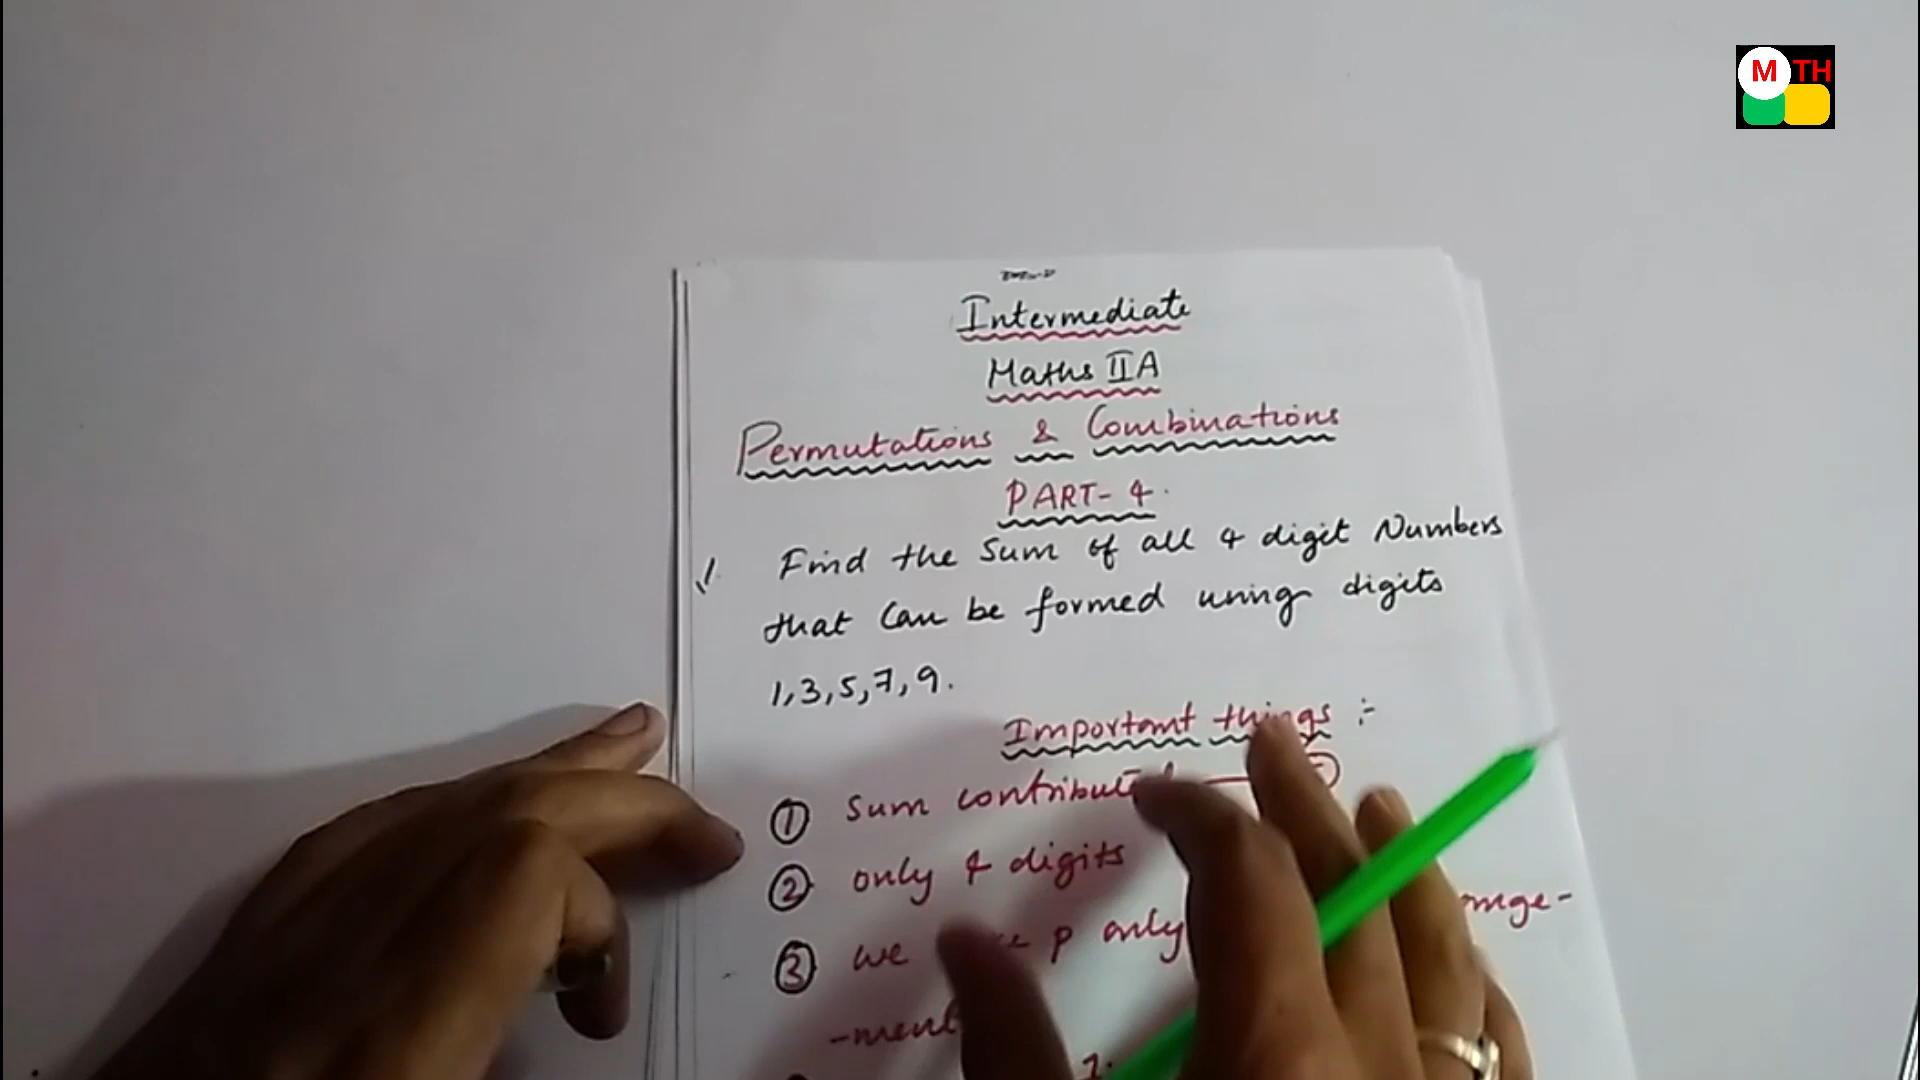 M TH
Intermediate
Maths IIA
Permutations & Combinations
PART-4.
1. Find the Sum of all 4 digit Numbers
that can be formed using digits
1,3,5,7,9.
Important things :-
① Sum
② only 4 digits
③ we p only
-ment